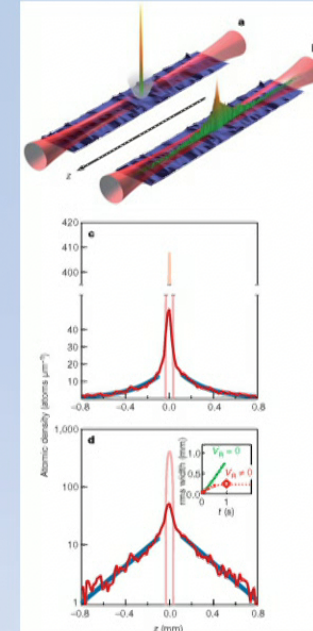 a
z
c
420
400
40
30
20
10
Atomic density (atoms μm⁻¹)
−0.8 −0.4 0.0 0.4 0.8
d
1,000
100
10
1
rms width (mm)
1.0
0.5
0.0
V_R = 0
V_R ≠ 0
0 1
t (s)
−0.8 −0.4 0.0 0.4 0.8
z (mm)